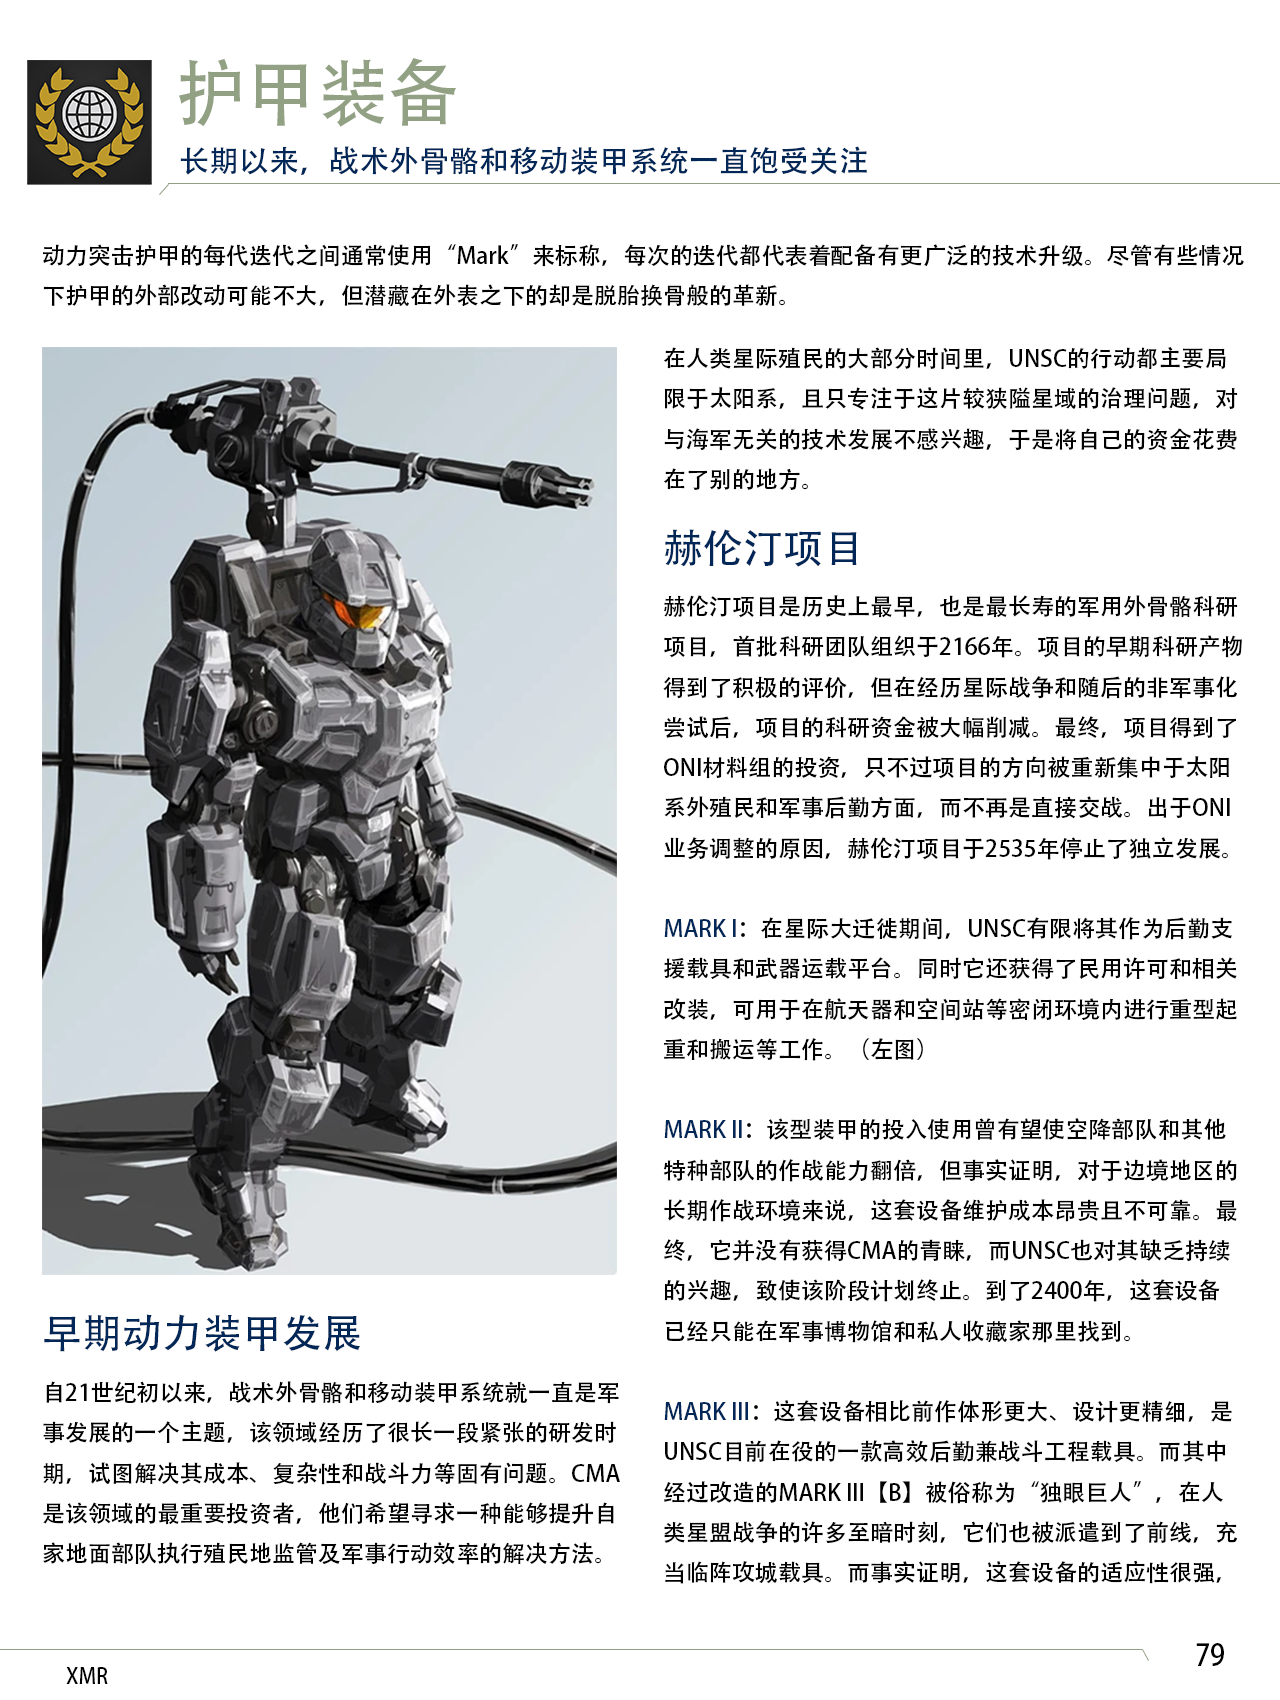 护甲装备
长期以来，战术外骨骼和移动装甲系统一直饱受关注
动力突击护甲的每代迭代之间通常使用“Mark”来标称，每次的迭代都代表着配备有更广泛的技术升级。尽管有些情况
下护甲的外部改动可能不大，但潜藏在外表之下的却是脱胎换骨般的革新。
早期动力装甲发展
自21世纪初以来，战术外骨骼和移动装甲系统就一直是军
事发展的一个主题，该领域经历了很长一段紧张的研发时
期，试图解决其成本、复杂性和战斗力等固有问题。CMA
是该领域的最重要投资者，他们希望寻求一种能够提升自
家地面部队执行殖民地监管及军事行动效率的解决方法。
在人类星际殖民的大部分时间里，UNSC的行动都主要局
限于太阳系，且只专注于这片较狭隘星域的治理问题，对
与海军无关的技术发展不感兴趣，于是将自己的资金花费
在了别的地方。
赫伦汀项目
赫伦汀项目是历史上最早，也是最长寿的军用外骨骼科研
项目，首批科研团队组织于2166年。项目的早期科研产物
得到了积极的评价，但在经历星际战争和随后的非军事化
尝试后，项目的科研资金被大幅削减。最终，项目得到了
ONI材料组的投资，只不过项目的方向被重新集中于太阳
系外殖民和军事后勤方面，而不再是直接交战。出于ONI
业务调整的原因，赫伦汀项目于2535年停止了独立发展。
MARK I：在星际大迁徙期间，UNSC有限将其作为后勤支
援载具和武器运载平台。同时它还获得了民用许可和相关
改装，可用于在航天器和空间站等密闭环境内进行重型起
重和搬运等工作。（左图）
MARK II：该型装甲的投入使用曾有望使空降部队和其他
特种部队的作战能力翻倍，但事实证明，对于边境地区的
长期作战环境来说，这套设备维护成本昂贵且不可靠。最
终，它并没有获得CMA的青睐，而UNSC也对其缺乏持续
的兴趣，致使该阶段计划终止。到了2400年，这套设备
已经只能在军事博物馆和私人收藏家那里找到。
MARK III：这套设备相比前作体形更大、设计更精细，是
UNSC目前在役的一款高效后勤兼战斗工程载具。而其中
经过改造的MARK III【B】被俗称为“独眼巨人”，在人
类星盟战争的许多至暗时刻，它们也被派遣到了前线，充
当临阵攻城载具。而事实证明，这套设备的适应性很强，
79
XMR